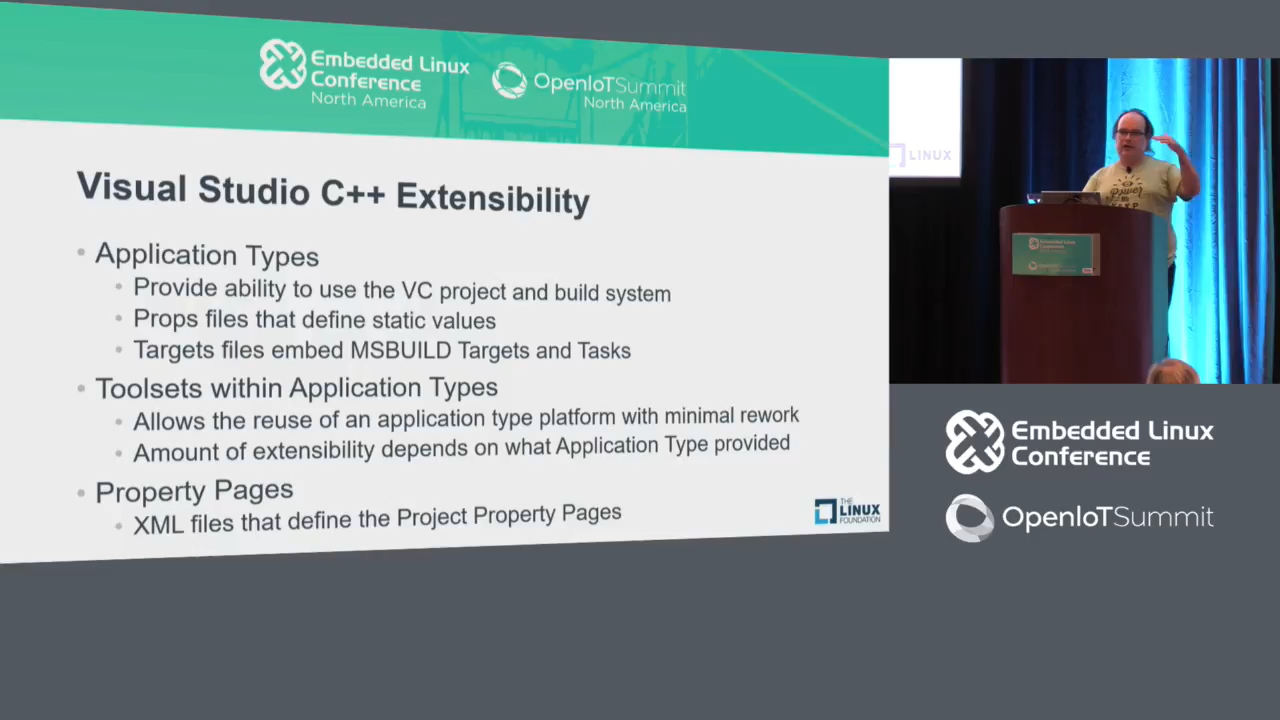 Embedded Linux
Conference
North America
OpenIoTSummit
North America
Visual Studio C++ Extensibility
Application Types
Provide ability to use the VC project and build system
Props files that define static values
Targets files embed MSBUILD Targets and Tasks
Toolsets within Application Types
Allows the reuse of an application type platform with minimal rework
Amount of extensibility depends on what Application Type provided
Property Pages
XML files that define the Project Property Pages
THE
LINUX
FOUNDATION
LINUX
Power
Embedded Linux
Conference
Embedded Linux
Conference
OpenIoTSummit